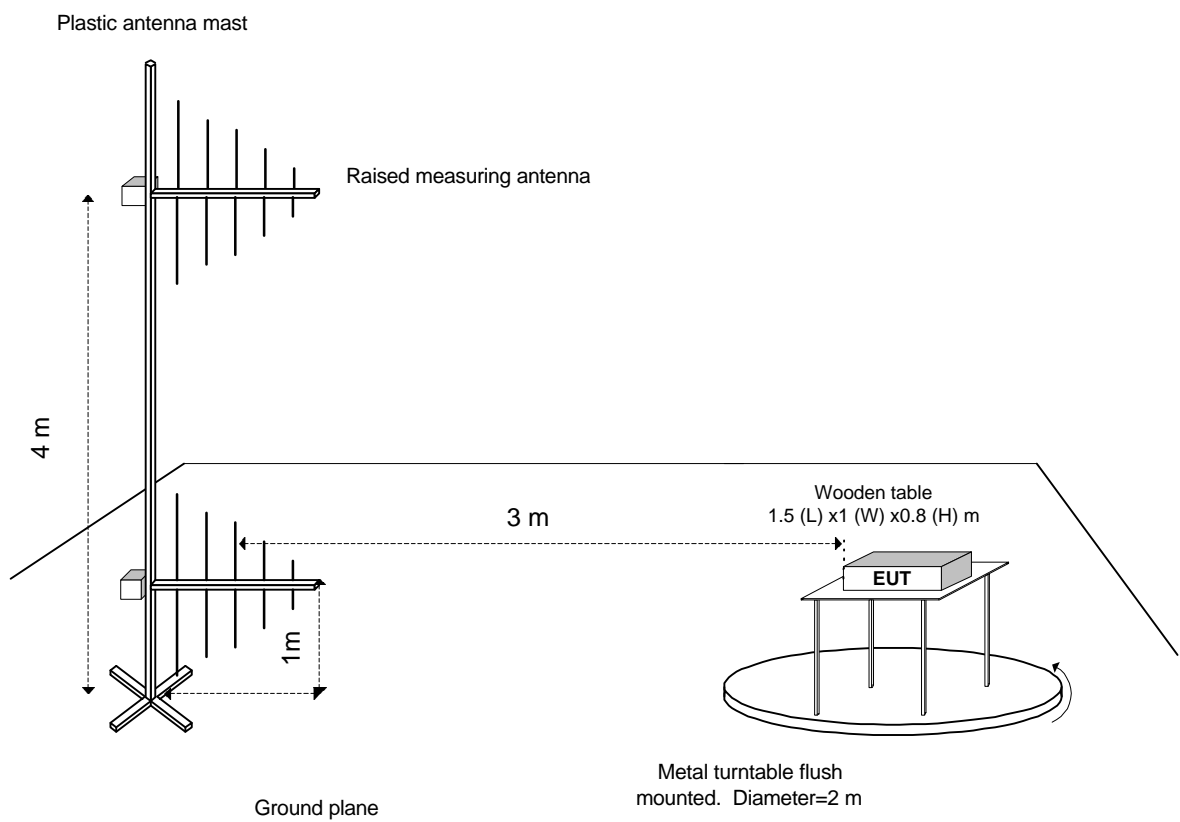 Plastic antenna mast
Raised measuring antenna
4 m
3 m
Wooden table
1.5 (L) x1 (W) x0.8 (H) m
EUT
1m
Metal turntable flush
mounted.  Diameter=2 m
Ground plane